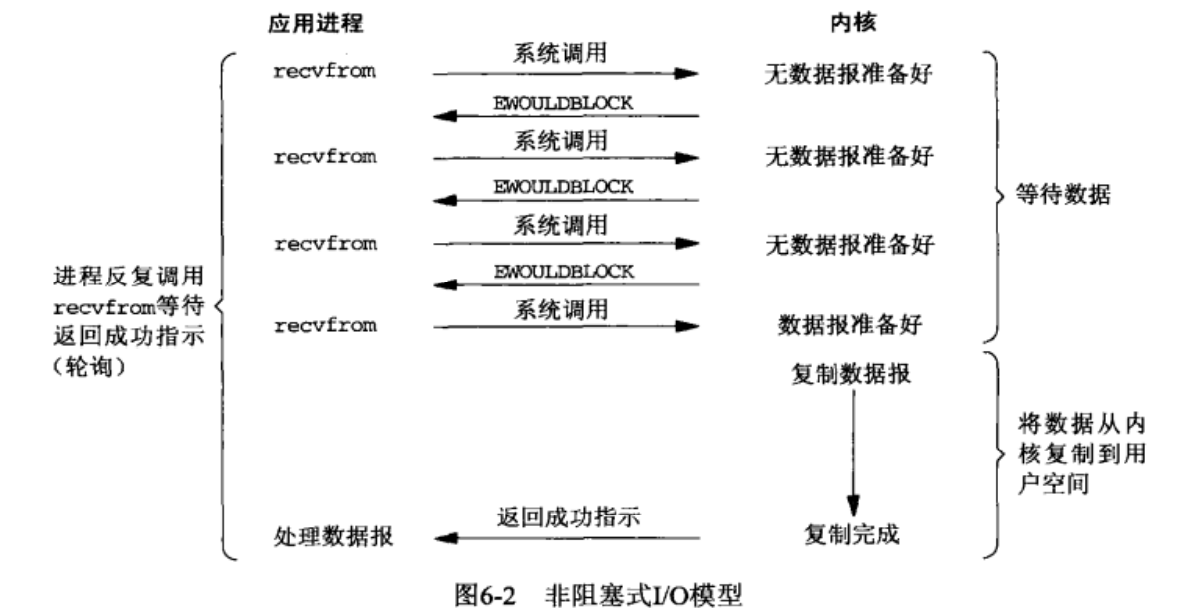 应用进程
内核
recvfrom
系统调用
无数据报准备好
EWOULDBLOCK
recvfrom
系统调用
无数据报准备好
EWOULDBLOCK
recvfrom
系统调用
无数据报准备好
EWOULDBLOCK
recvfrom
系统调用
数据报准备好
等待数据
进程反复调用
recvfrom等待
返回成功指示
（轮询）
复制数据报
将数据从内
核复制到用
户空间
处理数据报
返回成功指示
复制完成
图6-2 非阻塞式I/O模型